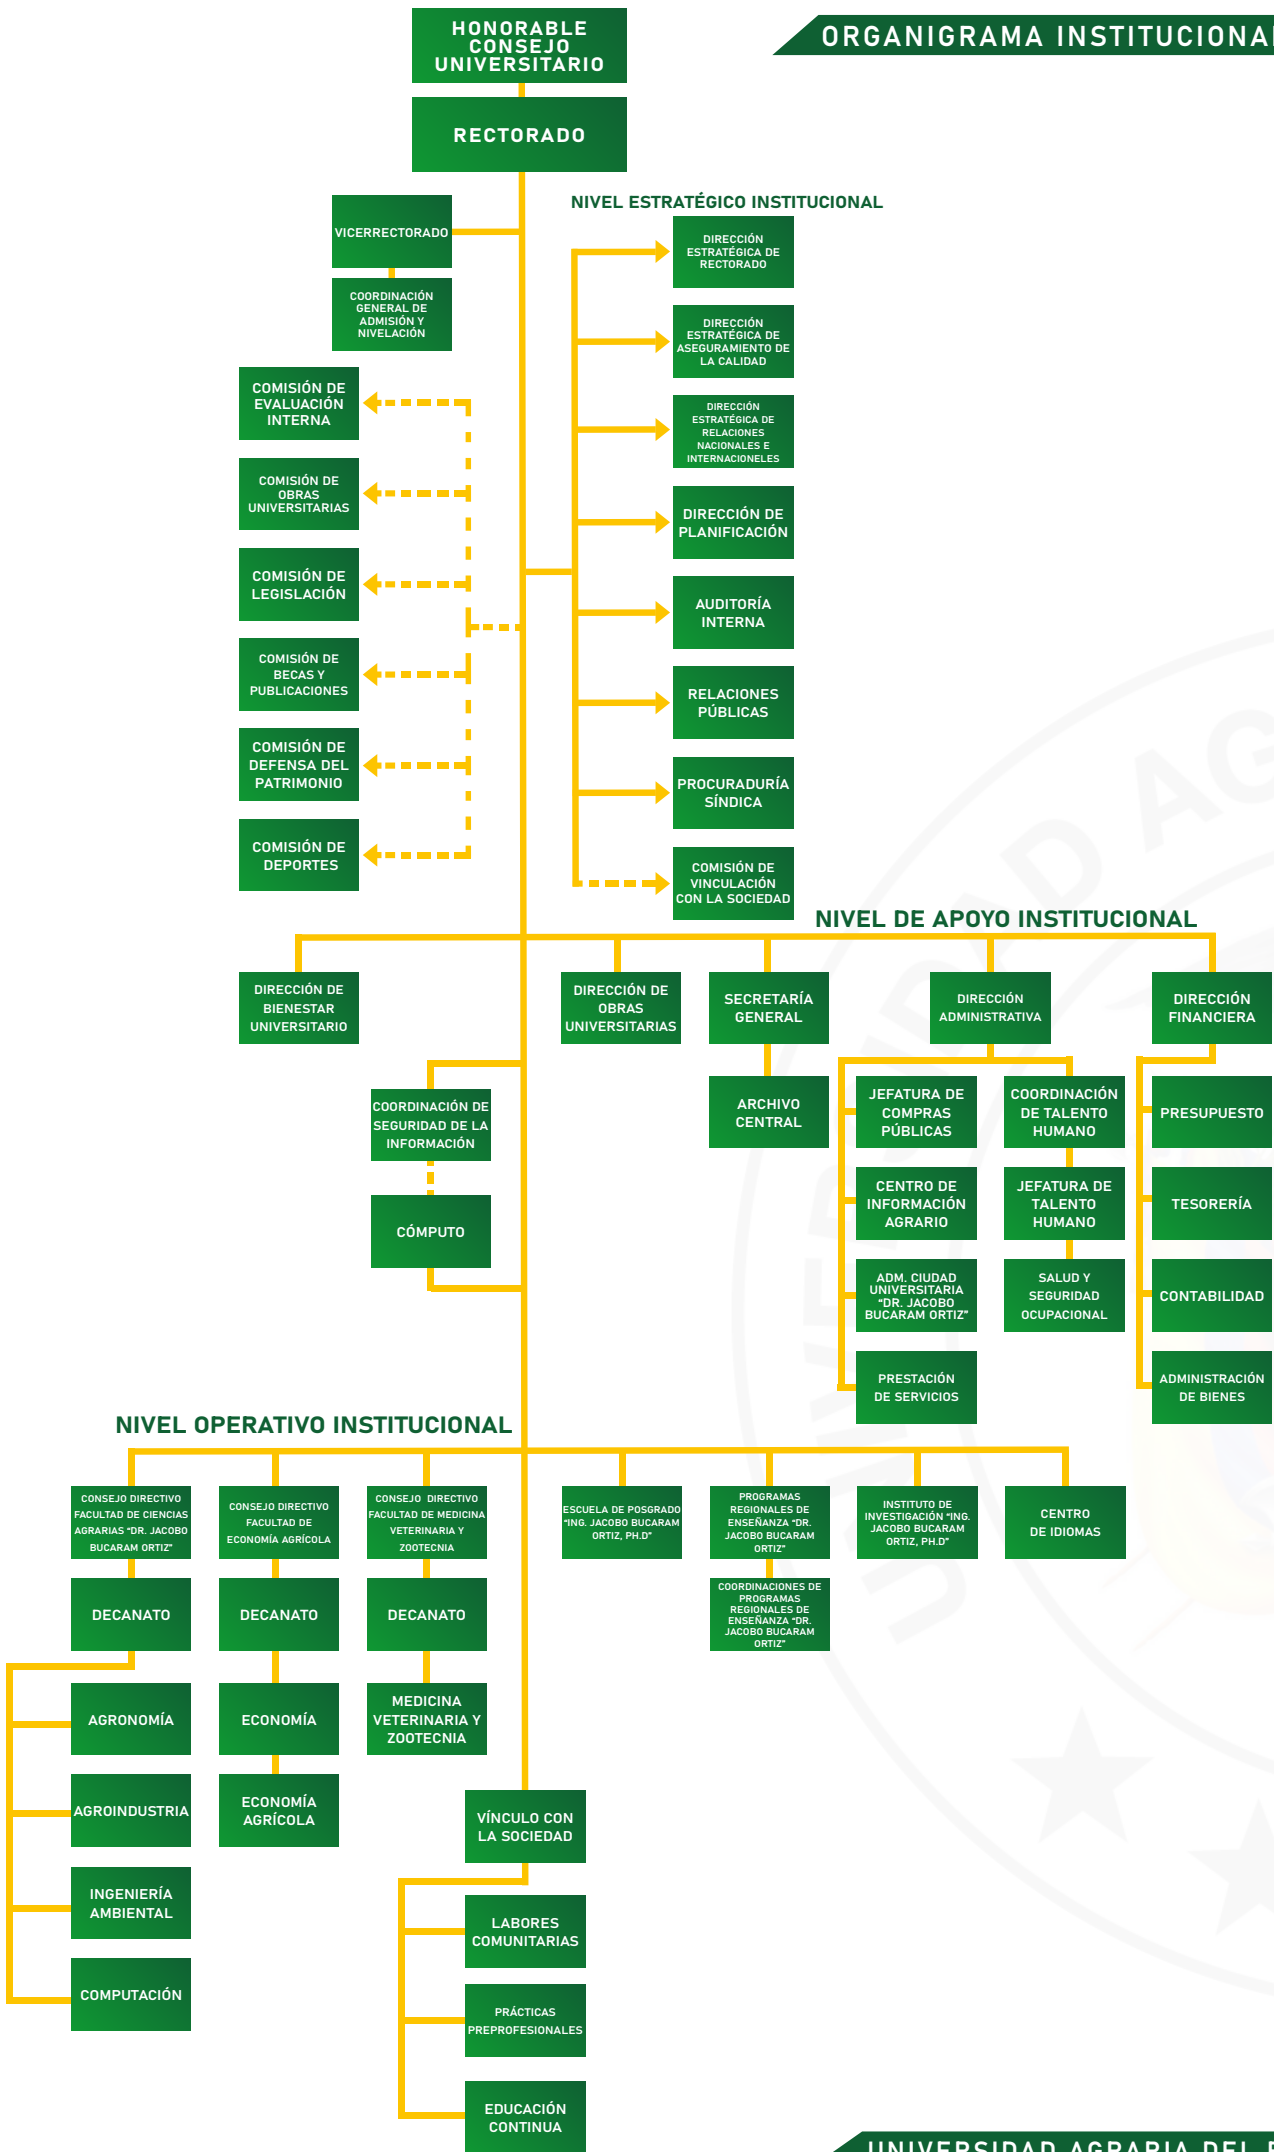 HONORABLE
CONSEJO
UNIVERSITARIO
ORGANIGRAMA INSTITUCIONAL
RECTORADO
NIVEL ESTRATÉGICO INSTITUCIONAL
VICERRECTORADO
COORDINACIÓN
GENERAL DE
ADMISIÓN Y
NIVELACIÓN
DIRECCIÓN
ESTRATÉGICA DE
RECTORADO
DIRECCIÓN
ESTRATÉGICA DE
ASEGURAMIENTO DE
LA CALIDAD
DIRECCIÓN
ESTRATÉGICA DE
RELACIONES
NACIONALES E
INTERNACIONELES
DIRECCIÓN DE
PLANIFICACIÓN
AUDITORÍA
INTERNA
RELACIONES
PÚBLICAS
PROCURADURÍA
SÍNDICA
COMISIÓN DE
VINCULACIÓN
CON LA SOCIEDAD
COMISIÓN DE
EVALUACIÓN
INTERNA
COMISIÓN DE
OBRAS
UNIVERSITARIAS
COMISIÓN DE
LEGISLACIÓN
COMISIÓN DE
BECAS Y
PUBLICACIONES
COMISIÓN DE
DEFENSA DEL
PATRIMONIO
COMISIÓN DE
DEPORTES
NIVEL DE APOYO INSTITUCIONAL
DIRECCIÓN DE
BIENESTAR
UNIVERSITARIO
DIRECCIÓN DE
OBRAS
UNIVERSITARIAS
SECRETARÍA
GENERAL
DIRECCIÓN
ADMINISTRATIVA
DIRECCIÓN
FINANCIERA
COORDINACIÓN DE
SEGURIDAD DE LA
INFORMACIÓN
CÓMPUTO
ARCHIVO
CENTRAL
JEFATURA DE
COMPRAS
PÚBLICAS
CENTRO DE
INFORMACIÓN
AGRARIO
ADM. CIUDAD
UNIVERSITARIA
"DR. JACOBO
BUCARAM ORTIZ"
PRESTACIÓN
DE SERVICIOS
COORDINACIÓN
DE TALENTO
HUMANO
JEFATURA DE
TALENTO
HUMANO
SALUD Y
SEGURIDAD
OCUPACIONAL
PRESUPUESTO
TESORERÍA
CONTABILIDAD
ADMINISTRACIÓN
DE BIENES
NIVEL OPERATIVO INSTITUCIONAL
CONSEJO DIRECTIVO
FACULTAD DE CIENCIAS
AGRARIAS "DR. JACOBO
BUCARAM ORTIZ"
CONSEJO DIRECTIVO
FACULTAD DE
ECONOMÍA AGRÍCOLA
CONSEJO DIRECTIVO
FACULTAD DE MEDICINA
VETERINARIA Y
ZOOTECNIA
ESCUELA DE POSGRADO
"ING. JACOBO BUCARAM
ORTIZ, PH.D"
PROGRAMAS
REGIONALES DE
ENSEÑANZA "DR.
JACOBO BUCARAM
ORTIZ"
INSTITUTO DE
INVESTIGACIÓN "ING.
JACOBO BUCARAM
ORTIZ, PH.D"
CENTRO
DE IDIOMAS
DECANATO
DECANATO
DECANATO
COORDINACIONES DE
PROGRAMAS
REGIONALES DE
ENSEÑANZA "DR.
JACOBO BUCARAM
ORTIZ"
AGRONOMÍA
AGROINDUSTRIA
INGENIERÍA
AMBIENTAL
COMPUTACIÓN
ECONOMÍA
ECONOMÍA
AGRÍCOLA
MEDICINA
VETERINARIA Y
ZOOTECNIA
VÍNCULO CON
LA SOCIEDAD
LABORES
COMUNITARIAS
PRÁCTICAS
PREPROFESIONALES
EDUCACIÓN
CONTINUA
UNIVERSIDAD AGRARIA DEL